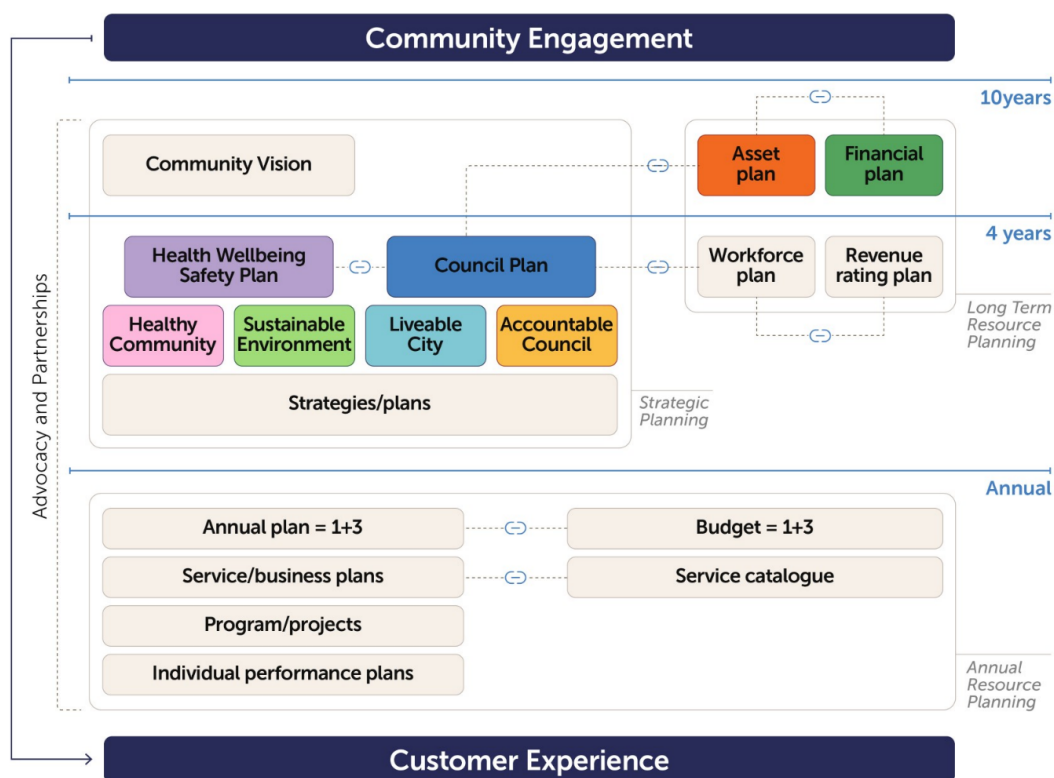 Community Engagement
10years
Community Vision
Asset
plan
Financial
plan
4 years
Health Wellbeing
Safety Plan
Council Plan
Workforce
plan
Revenue
rating plan
Healthy
Community
Sustainable
Environment
Liveable
City
Accountable
Council
Long Term
Resource
Planning
Strategies/plans
Strategic
Planning
Advocacy and Partnerships
Annual
Annual plan = 1+3
Budget = 1+3
Service/business plans
Service catalogue
Program/projects
Individual performance plans
Annual
Resource
Planning
Customer Experience